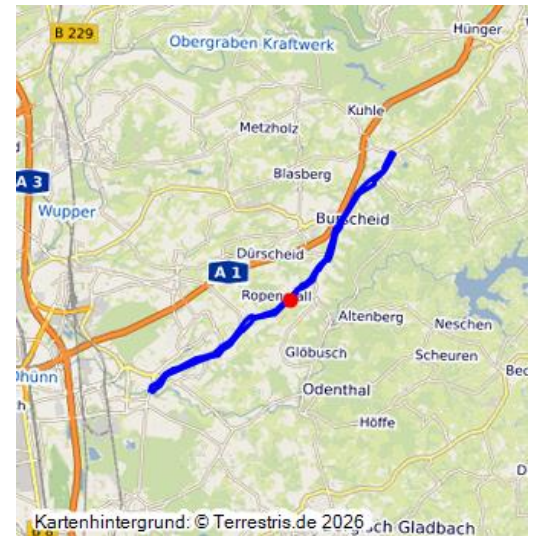 B 229
Obergraben Kraftwerk
Hünger
Kuhle
Metzholz
A 3
Blasberg
Wupper
Burscheid
Dürscheid
A 1
Altenberg
Neschen
Glöbusch
Scheuren
Dhünn
Odenthal
Höffe
Kartenhintergrund: © Terrestris.de 2026
Gladbach